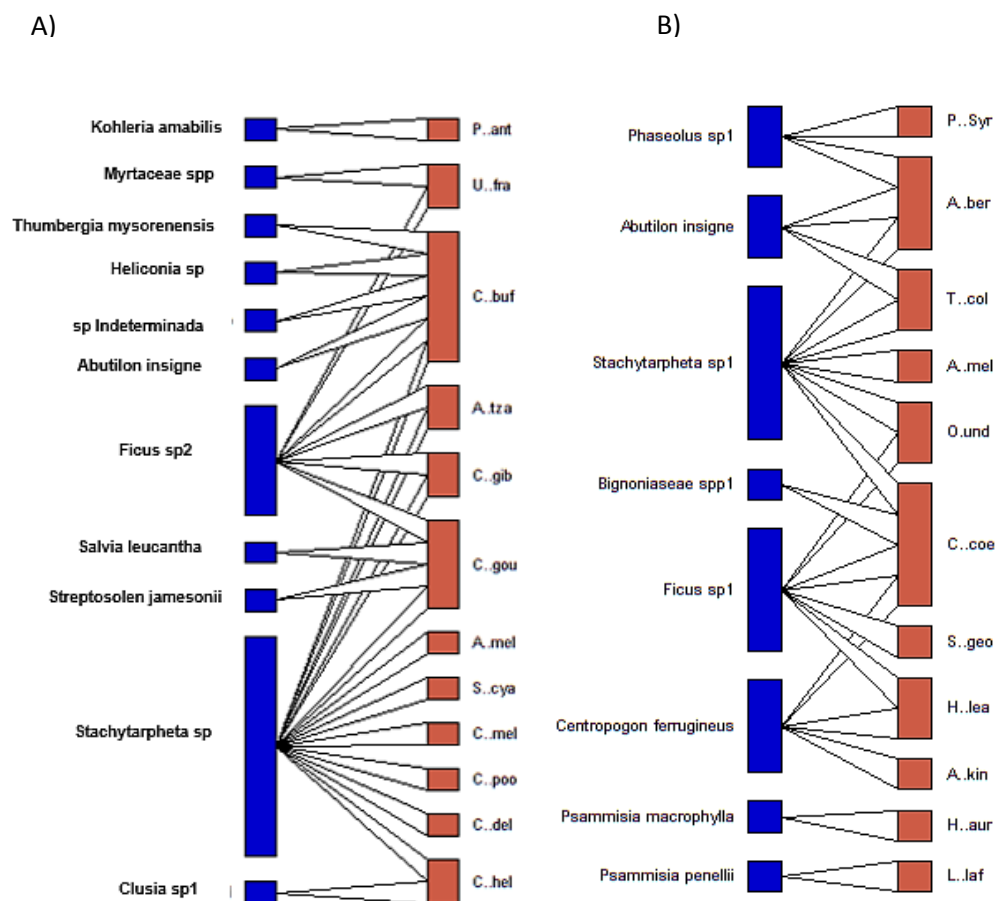 A)
B)
Kohleria amabilis
Myrtaceae spp
Thumbergia mysorenensis
Heliconia sp
sp Indeterminada
Abutilon insigne
Ficus sp2
Salvia leucantha
Streptosolen jamesonii
Stachytarpheta sp
Clusia sp1
P..ant
U..fra
C..buf
A..tza
C..gib
C..gou
A..mel
S..cya
C..mel
C..poo
C..del
C..hel
Phaseolus sp1
Abutilon insigne
Stachytarpheta sp1
Bignoniaseae spp1
Ficus sp1
Centropogon ferrugineus
Psammisia macrophylla
Psammisia penellii
P..Syr
A..ber
T..col
A..mel
O.und
C..coe
S..geo
H..lea
A..kin
H..aur
L..laf